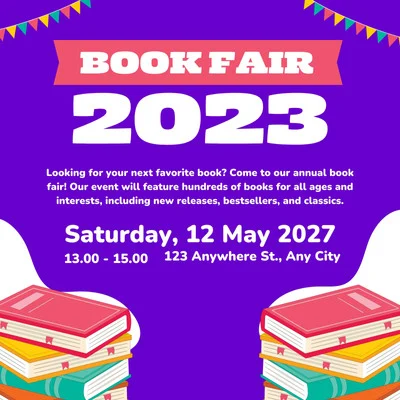 BOOK FAIR
2023
Looking for your next favorite book? Come to our annual book
fair! Our event will feature hundreds of books for all ages and
interests, including new releases, bestsellers, and classics.
Saturday, 12 May 2027
13.00 - 15.00 123 Anywhere St., Any City